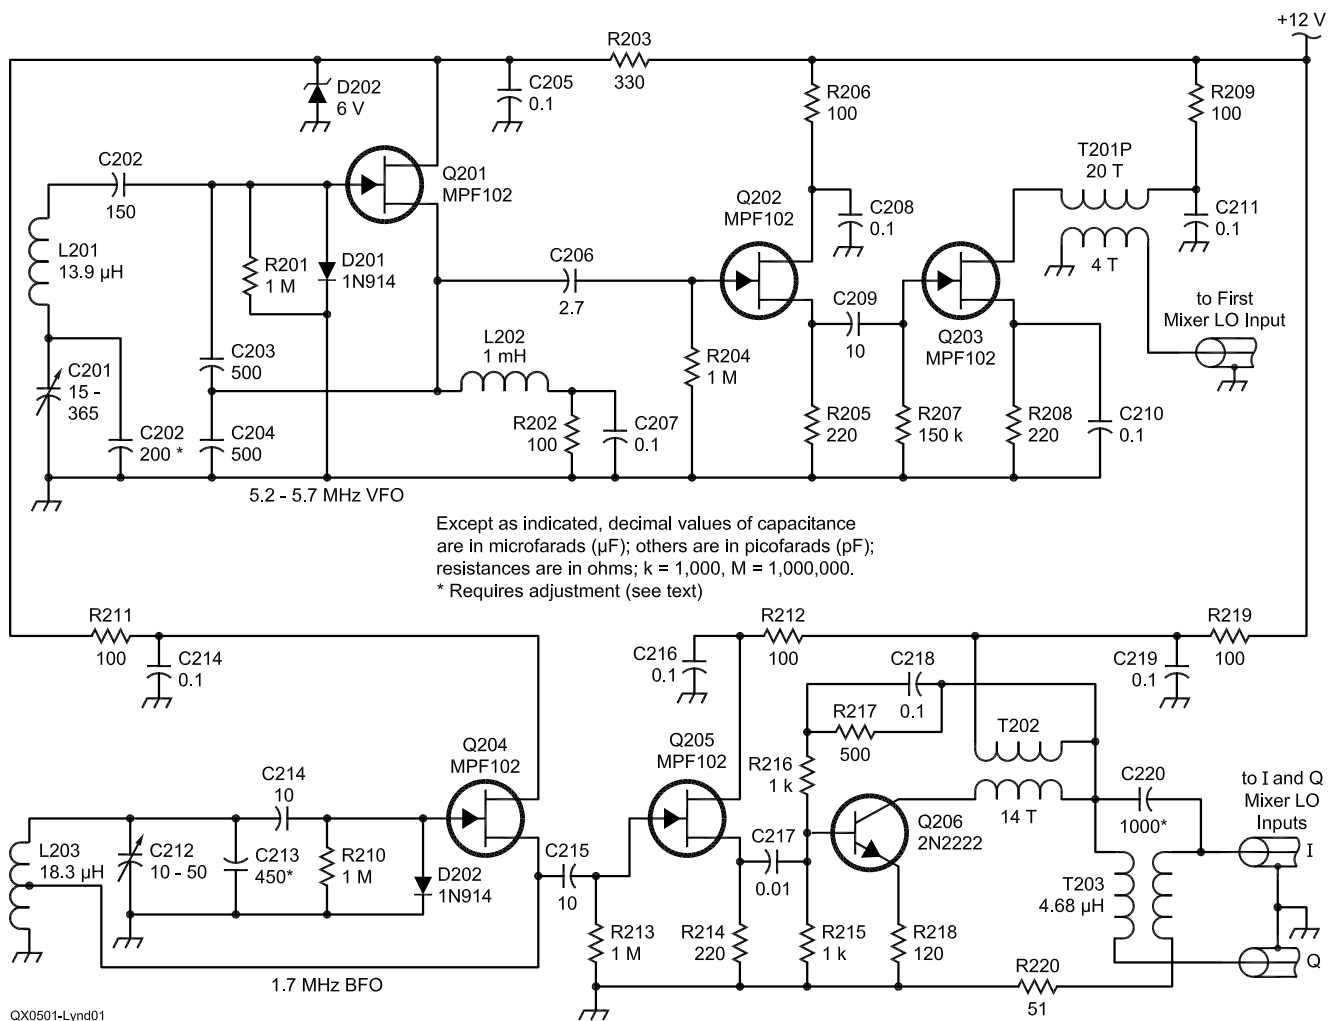 +12 V
R203
330
D202
6 V
C205
0.1
R206
100
R209
100
T201P
20 T
C202
150
Q201
MPF102
Q202
MPF102
C208
0.1
C211
0.1
4 T
L201
13.9 µH
R201
1 M
D201
1N914
C206
2.7
C209
10
Q203
MPF102
to First
Mixer LO Input
C201
15 -
365
C203
500
L202
1 mH
R204
1 M
C202
200 *
C204
500
R202
100
C207
0.1
R205
220
R207
150 k
R208
220
C210
0.1
5.2 - 5.7 MHz VFO
Except as indicated, decimal values of capacitance
are in microfarads (µF); others are in picofarads (pF);
resistances are in ohms; k = 1,000, M = 1,000,000.
* Requires adjustment (see text)
R211
100
C214
0.1
C216
0.1
R212
100
C218
0.1
C219
0.1
R219
100
R217
500
T202
14 T
Q204
MPF102
Q205
MPF102
R216
1 k
C214
10
C220
1000*
to I and Q
Mixer LO
Inputs
I
Q206
2N2222
L203
18.3 µH
C212
10 - 50
C213
450*
R210
1 M
D202
1N914
C215
10
C217
0.01
T203
4.68 µH
R213
1 M
R214
220
R215
1 k
R218
120
R220
51
Q
1.7 MHz BFO
QX0501-Lynd01